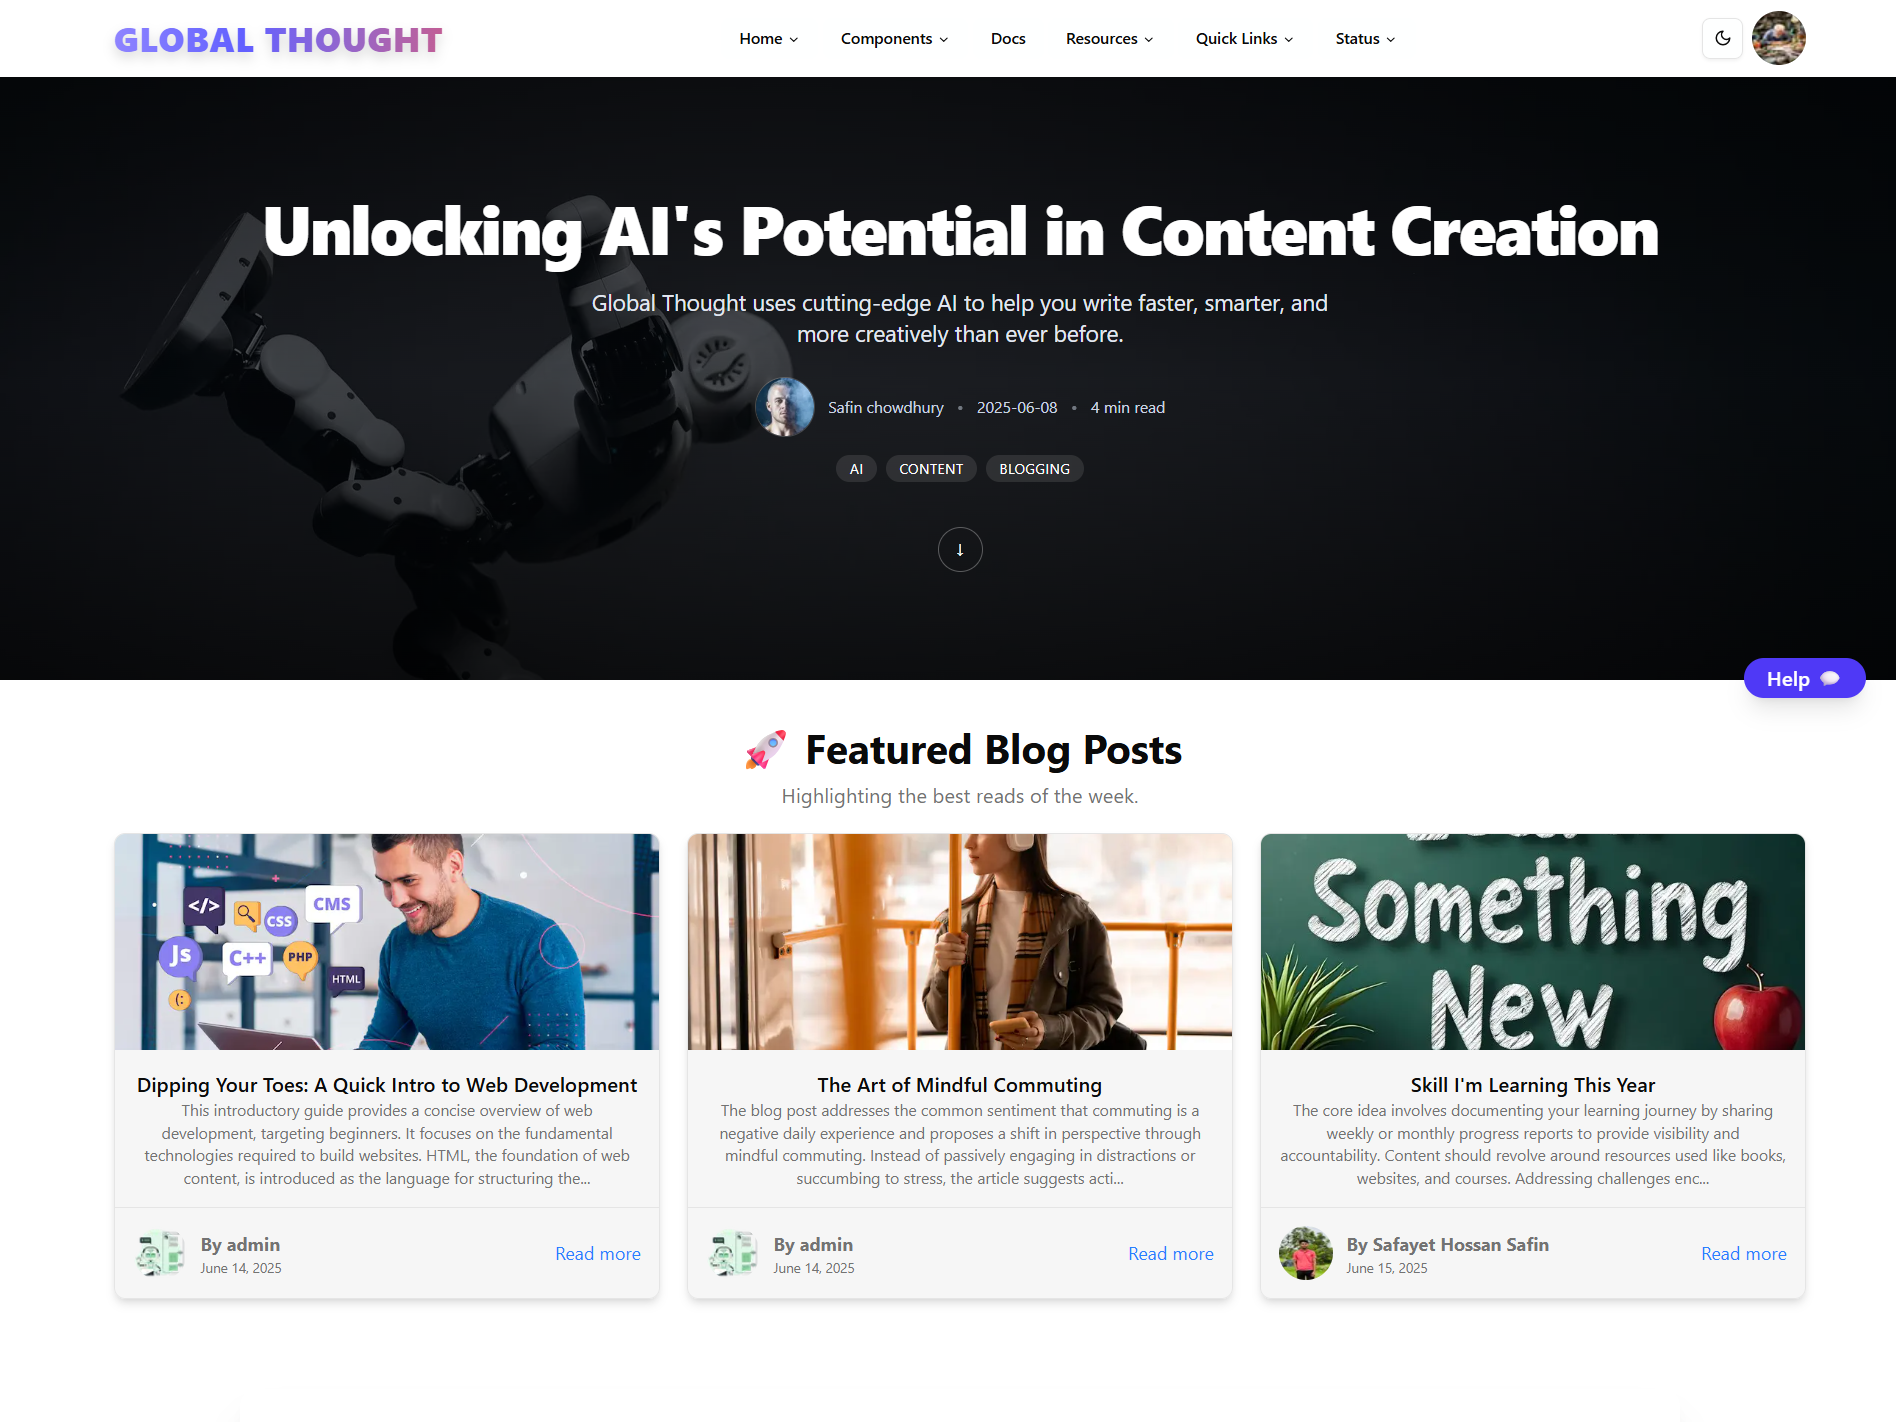 GLOBAL THOUGHT
Home
Components
Docs
Resources
Quick Links
Status
Unlocking AI's Potential in Content Creation
Global Thought uses cutting-edge AI to help you write faster, smarter, and
more creatively than ever before.
Safin chowdhury • 2025-06-08 • 4 min read
AI
CONTENT
BLOGGING
↓
Help
🚀 Featured Blog Posts
Highlighting the best reads of the week.
</>
CSS
CMS
JS
C++
PHP
HTML
(:
Dipping Your Toes: A Quick Intro to Web Development
This introductory guide provides a concise overview of web
development, targeting beginners. It focuses on the fundamental
technologies required to build websites. HTML, the foundation of web
content, is introduced as the language for structuring the...
By admin
June 14, 2025
Read more
The Art of Mindful Commuting
The blog post addresses the common sentiment that commuting is a
negative daily experience and proposes a shift in perspective through
mindful commuting. Instead of passively engaging in distractions or
succumbing to stress, the article suggests acti...
By admin
June 14, 2025
Read more
Something
New
Skill I'm Learning This Year
The core idea involves documenting your learning journey by sharing
weekly or monthly progress reports to provide visibility and
accountability. Content should revolve around resources used like books,
websites, and courses. Addressing challenges enc...
By Safayet Hossan Safin
June 15, 2025
Read more